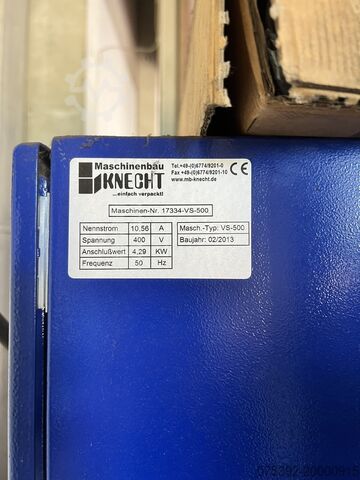 Maschinenbau
KNECHT
...einfach verpackt!
Tel.+49-(0)6774/9201-0
Fax +49-(0)6774/9201-10
www.mb-knecht.de
CE
Maschinen-Nr. 17334-VS-500
Nennstrom 10,56 A
Spannung 400 V
Anschlußwert 4,29 KW
Frequenz 50 Hz
Masch.-Typ: VS-500
Baujahr: 02/2013